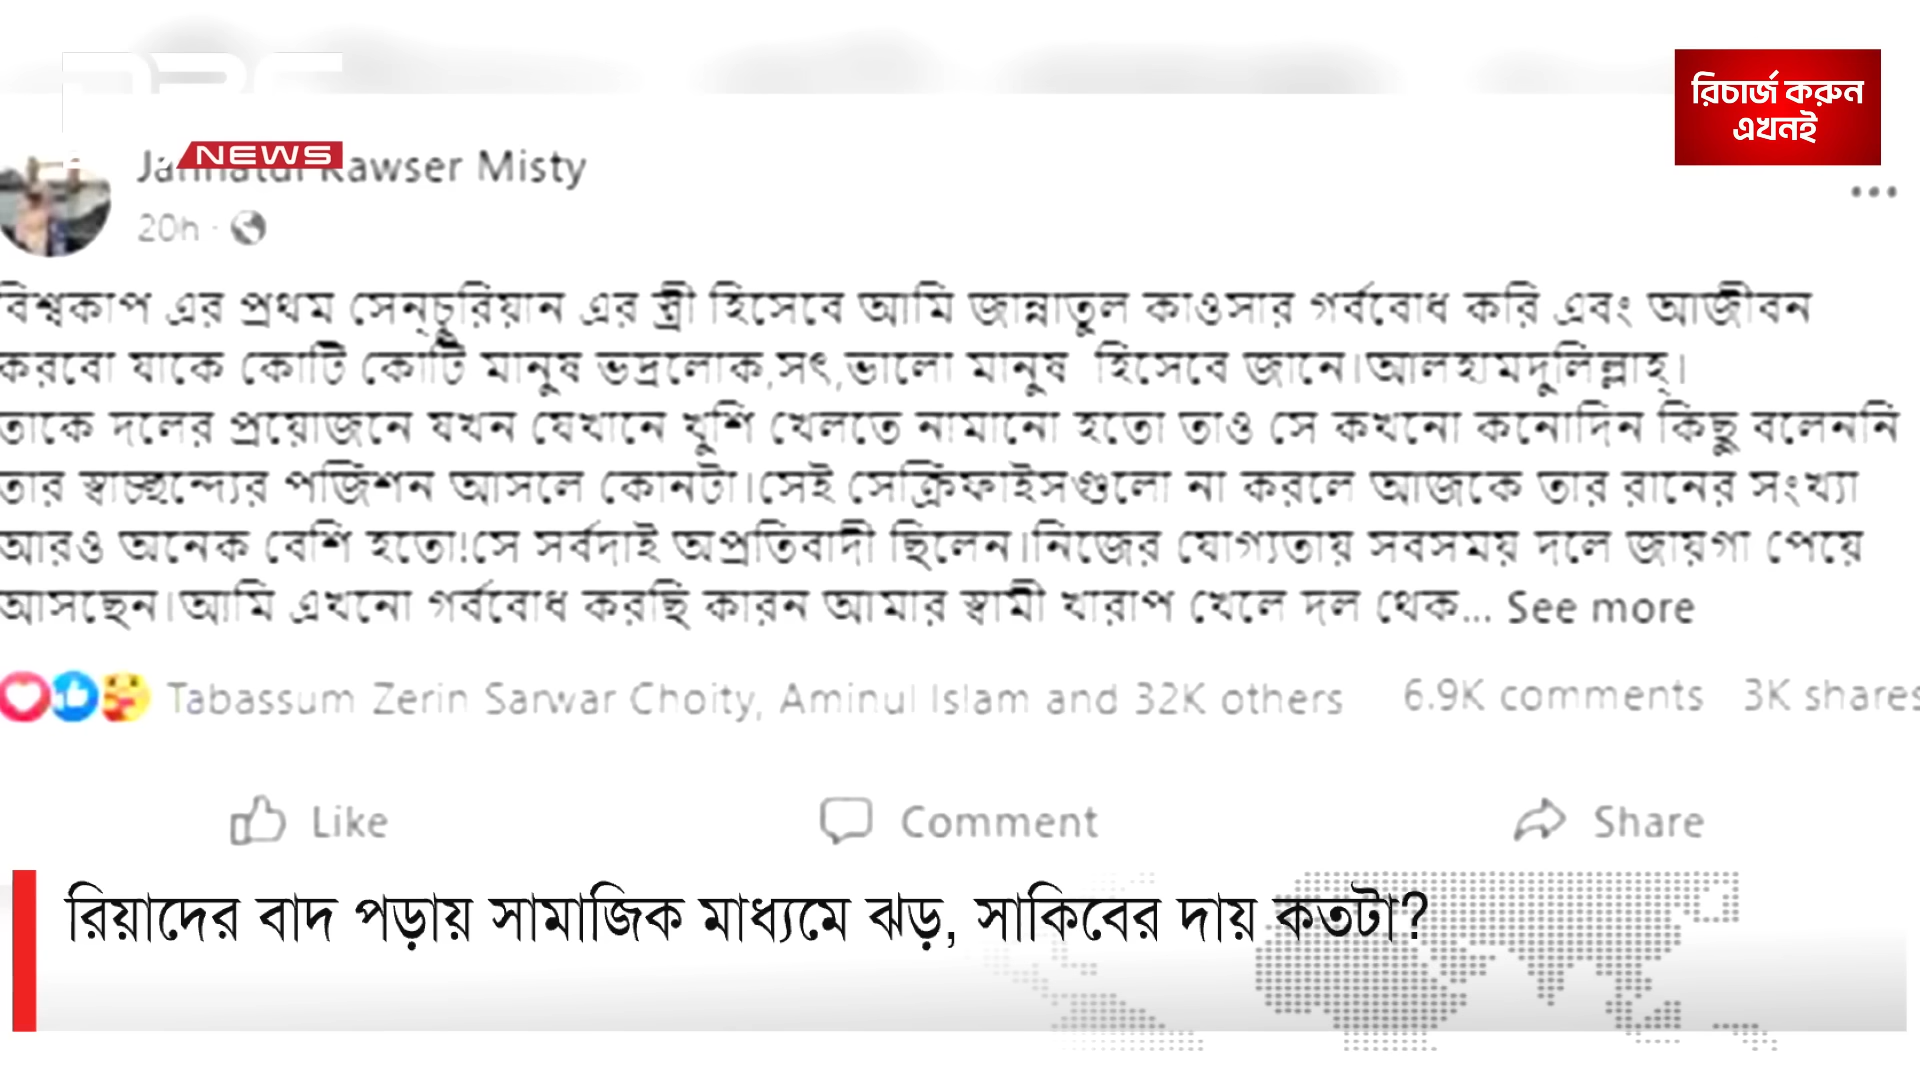 DBC
NEWS
রিচার্জ করুন
এখনই
Kawser Misty
20h
বিশ্বকাপ এর প্রথম সেন্চুরিয়ান এর স্ত্রী হিসেবে আমি জান্নাতুল কাওসার গর্ববোধ করি এবং আজীবন
করবো যাকে কোটি কোটি মানুষ ভদ্রলোক,সৎ,ভালো মানুষ হিসেবে জানে।আলহামদুলিল্লাহ্।
তাকে দলের প্রয়োজনে যখন যেখানে খুশি খেলতে নামানো হতো তাও সে কখনো কনোদিন কিছু বলেননি
তার স্বাচ্ছন্দ্যের পজিশন আসলে কোনটা।সেই সেক্রিফাইসগুলো না করলে আজকে তার রানের সংখ্যা
আরও অনেক বেশি হতো!সে সর্বদাই অপ্রতিবাদী ছিলেন।নিজের যোগ্যতায় সবসময় দলে জায়গা পেয়ে
আসছেন।আমি এখনো গর্ববোধ করছি কারন আমার স্বামী খারাপ খেলে দল থেক... See more
Tabassum Zerin Sarwar Choity, Aminul Islam and 32K others 6.9K comments 3K shares
Like Comment Share
রিয়াদের বাদ পড়ায় সামাজিক মাধ্যমে ঝড়, সাকিবের দায় কতটা?